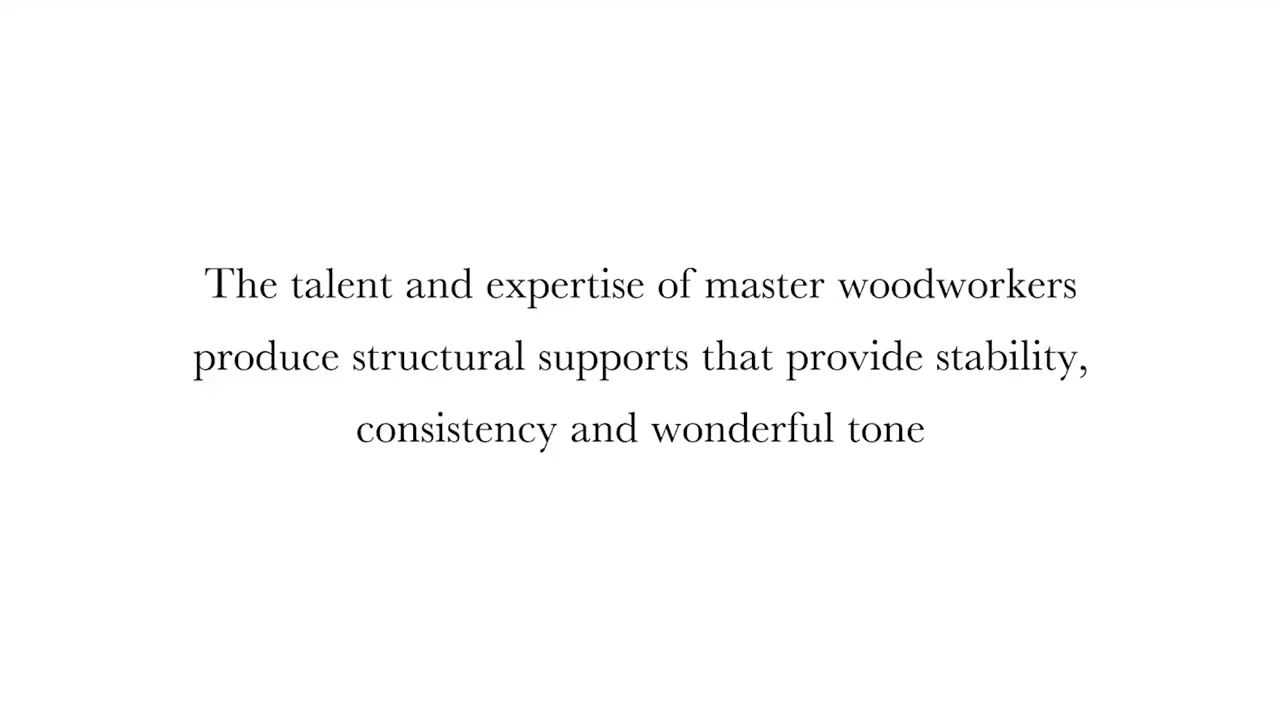 The talent and expertise of master woodworkers
produce structural supports that provide stability,
consistency and wonderful tone